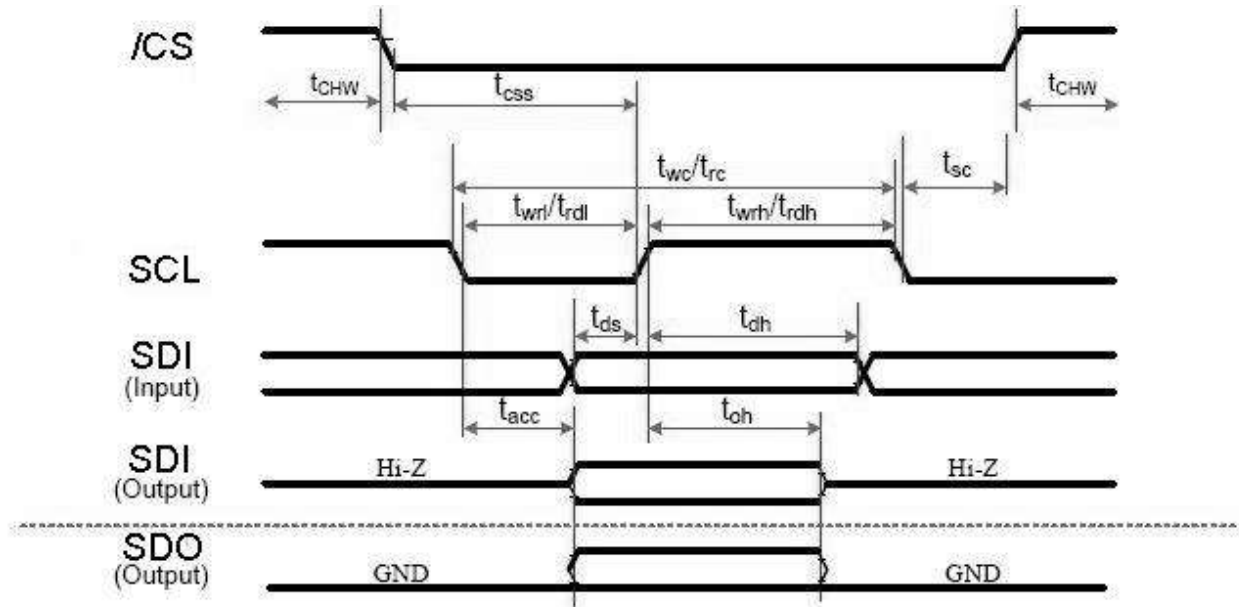 /CS
tCHW
tcss
tCHW
twc/trc
tsc
twrl/trdl
twrh/trdh
SCL
tds
tdh
SDI
(Input)
tacc
toh
SDI
(Output)
Hi-Z
Hi-Z
SDO
(Output)
GND
GND